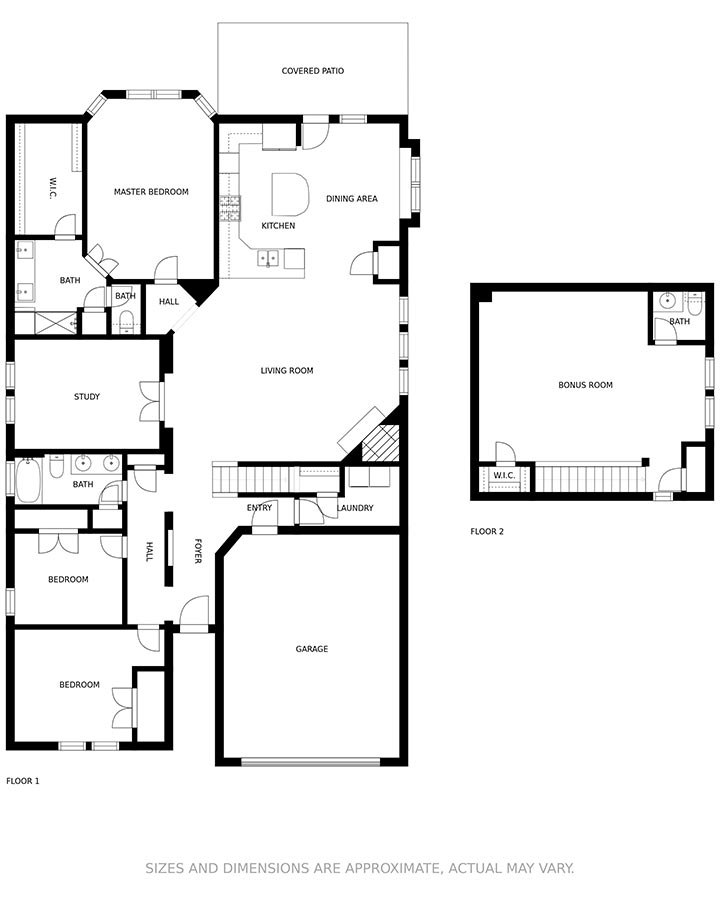 COVERED PATIO
W.I.C.
MASTER BEDROOM
DINING AREA
KITCHEN
BATH
BATH
HALL
LIVING ROOM
STUDY
BATH
ENTRY
LAUNDRY
HALL
FOYER
BEDROOM
GARAGE
BEDROOM
FLOOR 1
BATH
BONUS ROOM
W.I.C.
FLOOR 2
SIZES AND DIMENSIONS ARE APPROXIMATE, ACTUAL MAY VARY.